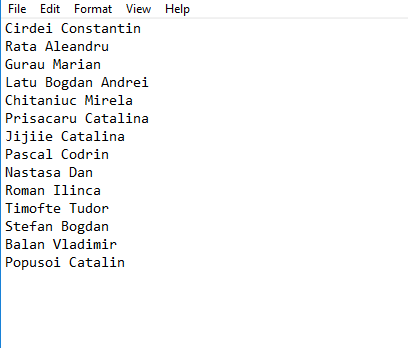 File Edit Format View Help
Cirdei Constantin
Rata Aleandru
Gurau Marian
Latu Bogdan Andrei
Chitaniuc Mirela
Prisacaru Catalina
Jijiie Catalina
Pascal Codrin
Nastasa Dan
Roman Ilinca
Timofte Tudor
Stefan Bogdan
Balan Vladimir
Popusoi Catalin